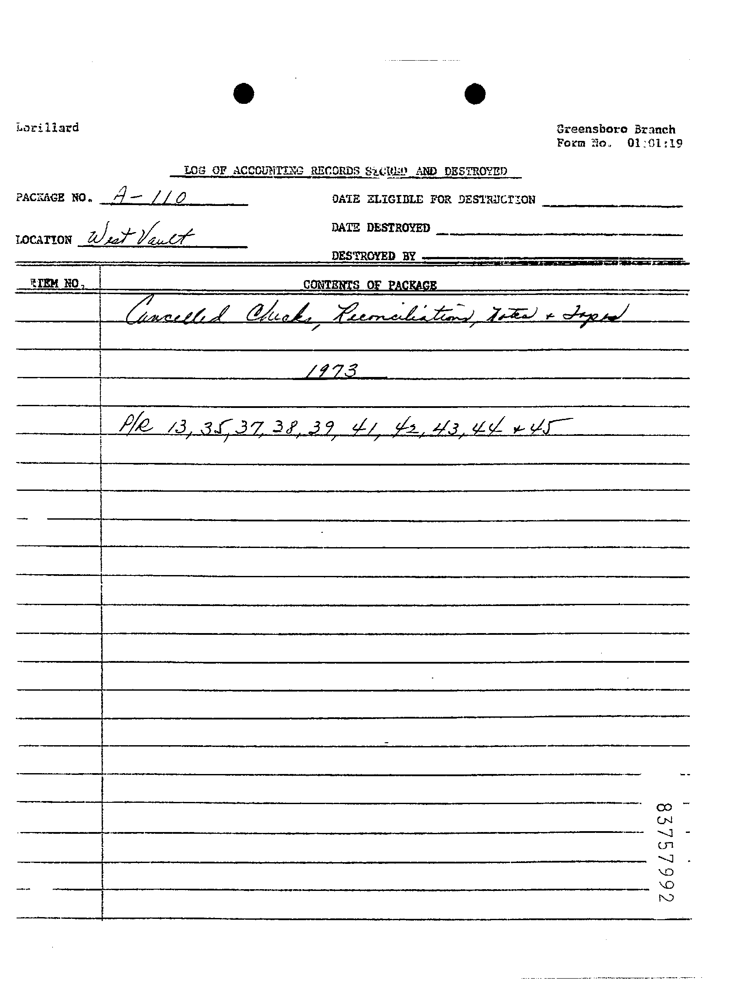 Lorillard
Greensboro Branch
Form No. 01:01:19
LOG OF ACCOUNTING RECORDS STORED AND DESTROYED
PACKAGE NO. A-110
DATE ELIGIBLE FOR DESTRUCTION
LOCATION West Vault
DATE DESTROYED
DESTROYED BY
ITEM NO.
CONTENTS OF PACKAGE
Cancelled Checks, Reconciliations, Totes & Tapes
1973
P/R 13, 35, 37, 38, 39, 41, 42, 43, 44 & 45
83757992